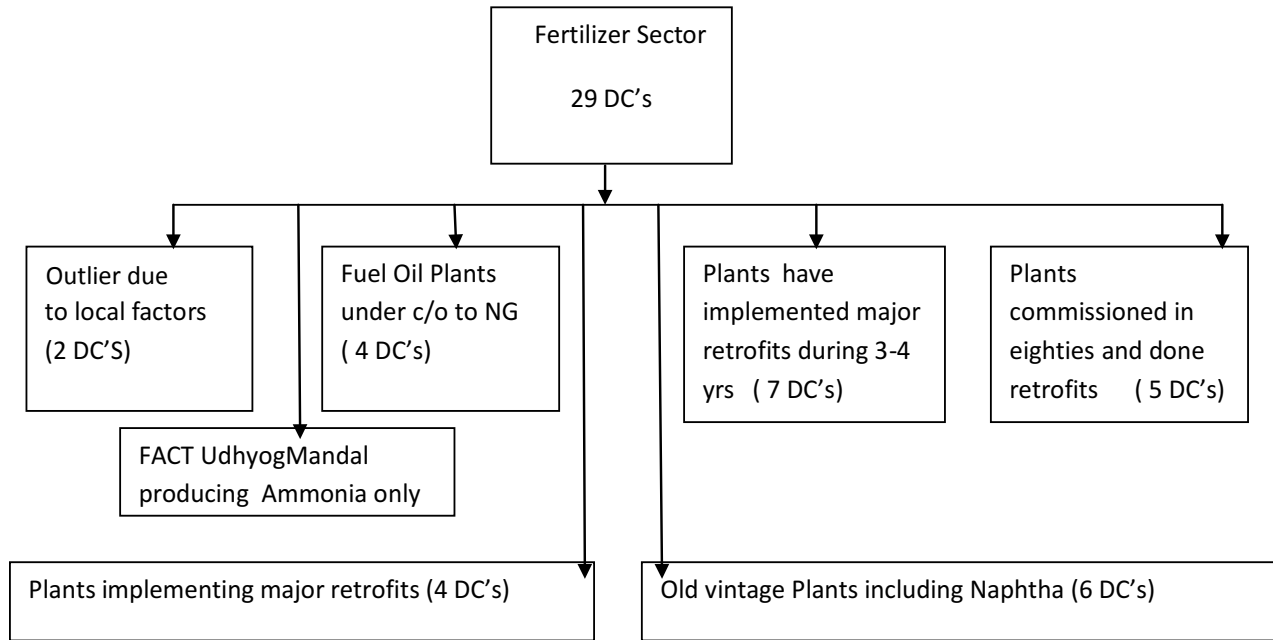 Fertilizer Sector
29 DC’s
Outlier due
to local factors
(2 DC’S)
Fuel Oil Plants
under c/o to NG
( 4 DC’s)
Plants have
implemented major
retrofits during 3-4
yrs ( 7 DC’s)
Plants
commissioned in
eighties and done
retrofits ( 5 DC’s)
FACT UdhyogMandal
producing Ammonia only
Plants implementing major retrofits (4 DC’s)
Old vintage Plants including Naphtha (6 DC’s)